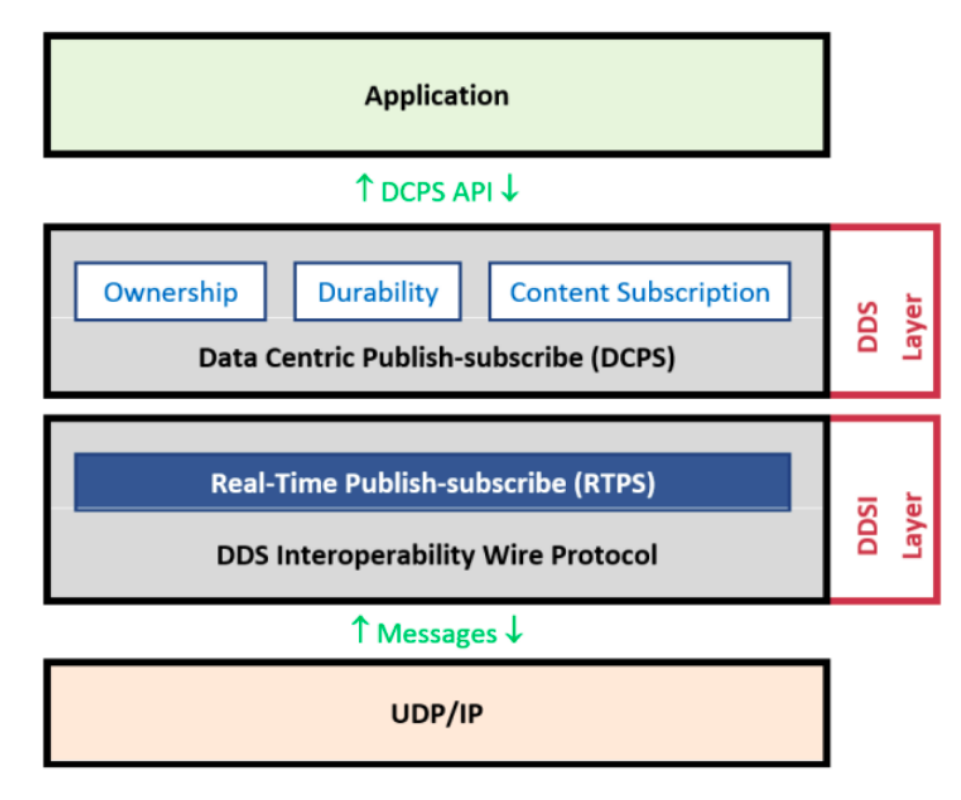 Application
↑ DCPS API ↓
Ownership
Durability
Content Subscription
Data Centric Publish-subscribe (DCPS)
DDS
Layer
Real-Time Publish-subscribe (RTPS)
DDS Interoperability Wire Protocol
DDSI
Layer
↑ Messages ↓
UDP/IP